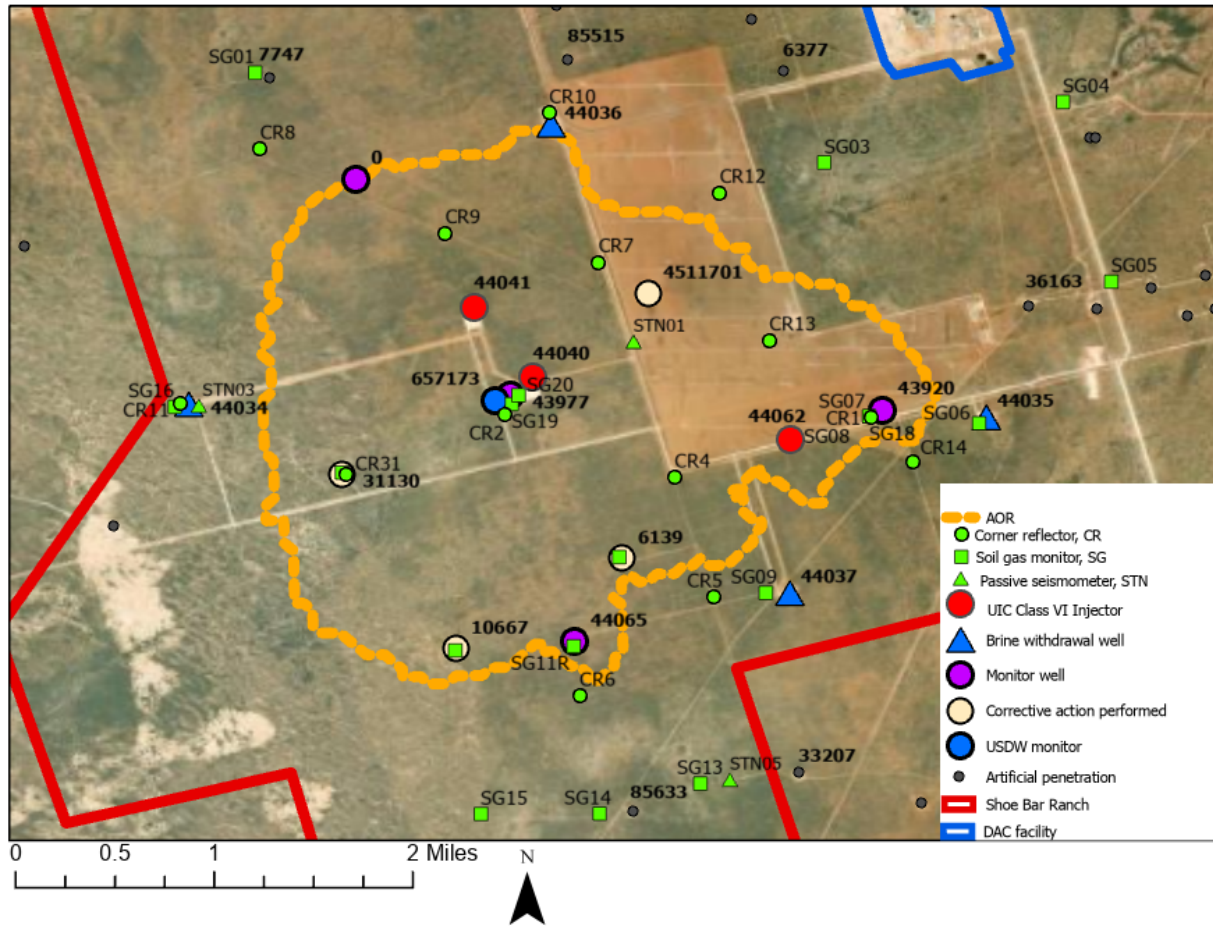 85515
SG01 7747
6377
SG04
CR10
44036
CR8
SG03
0
CR12
CR9
CR7
44041
4511701
36163
SG05
STN01
CR13
44040
657173
SG20
43977
CR2
SG19
SG16
STN03
CR11
44034
43920
SG07
CR1
SG06
44035
44062
SG08
SG18
CR14
CR31
31130
CR4
6139
CR5
SG09
44037
10667
44065
SG11R
CR6
SG13
STN05
33207
SG15
SG14
85633
AOR
Corner reflector, CR
Soil gas monitor, SG
Passive seismometer, STN
UIC Class VI Injector
Brine withdrawal well
Monitor well
Corrective action performed
USDW monitor
Artificial penetration
Shoe Bar Ranch
DAC facility
0 0.5 1 2 Miles
N